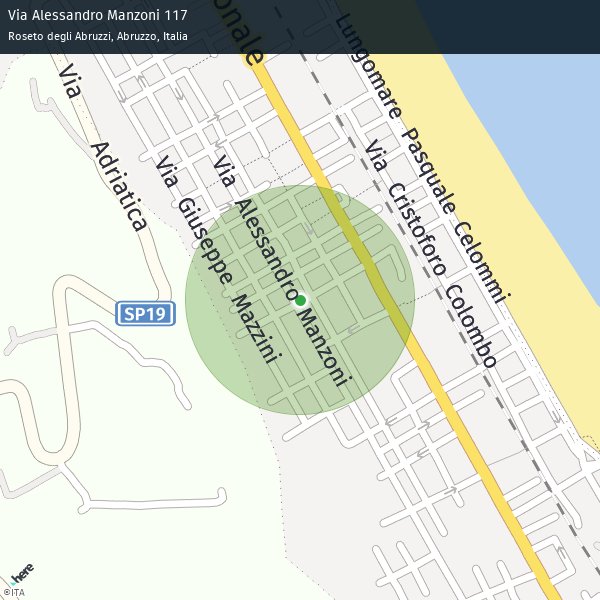 Via Alessandro Manzoni 117
Roseto degli Abruzzi, Abruzzo, Italia
onale
Lungomare Pasquale Celommi
Via Adriatica
Via Giuseppe Mazzini
Via Alessandro Manzoni
Via Cristoforo Colombo
SP19
here
©ITA